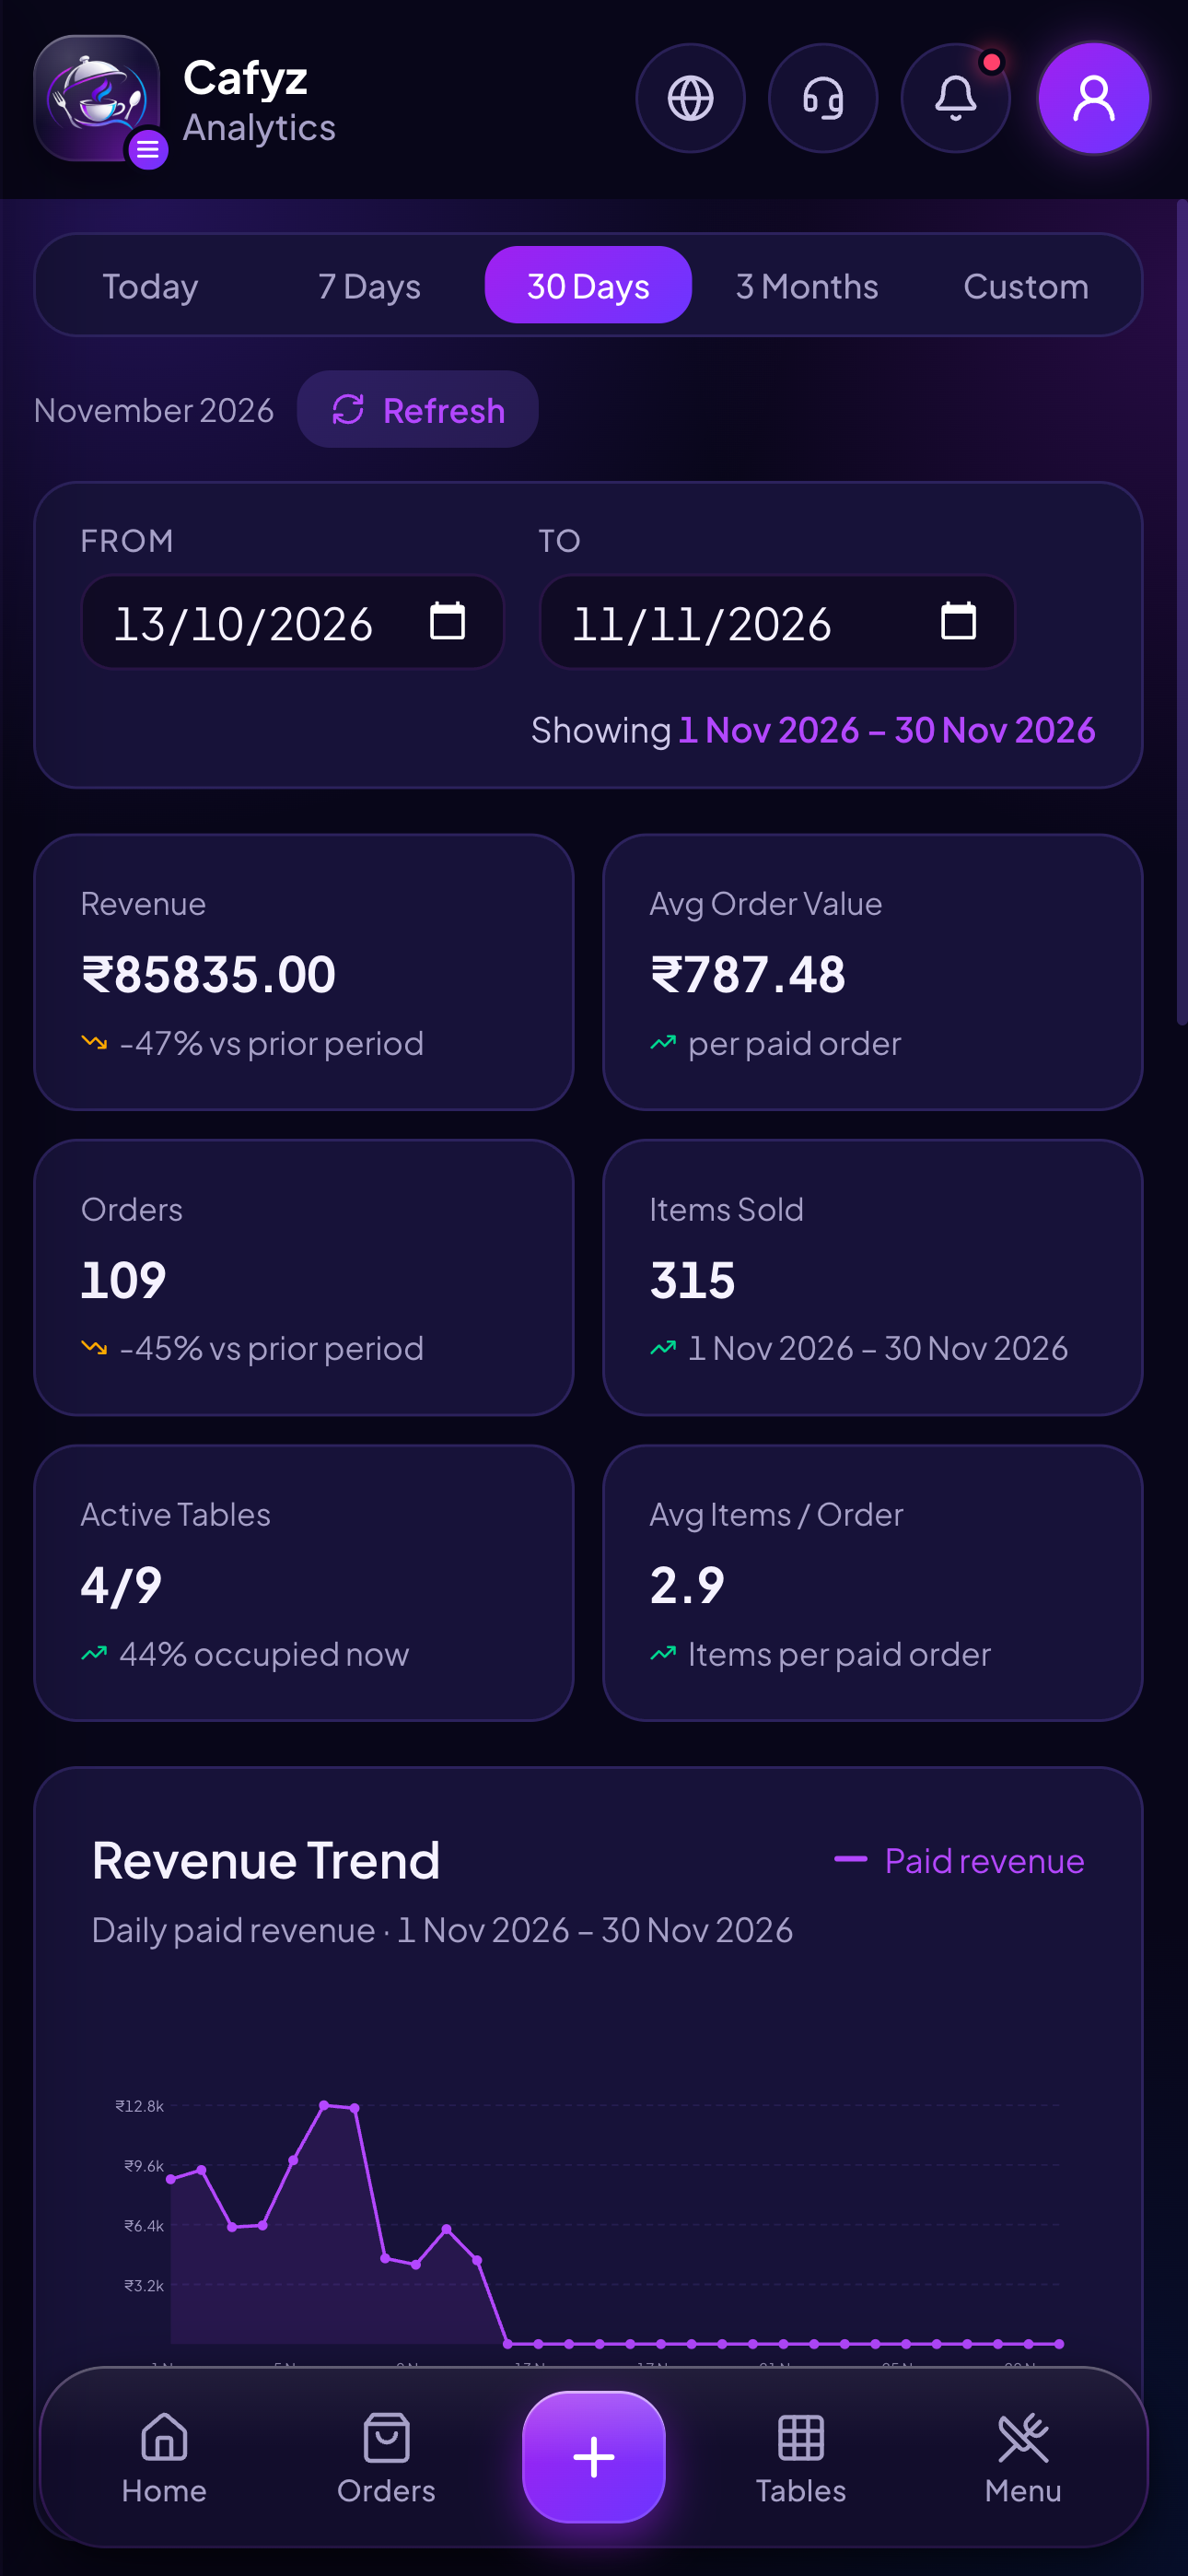 Cafyz
Analytics
Today 7 Days 30 Days 3 Months Custom
November 2026 Refresh
FROM TO
13/10/2026 11/11/2026
Showing 1 Nov 2026 – 30 Nov 2026
Revenue
₹85835.00
-47% vs prior period
Avg Order Value
₹787.48
per paid order
Orders
109
-45% vs prior period
Items Sold
315
1 Nov 2026 – 30 Nov 2026
Active Tables
4/9
44% occupied now
Avg Items / Order
2.9
Items per paid order
Revenue Trend
Paid revenue
Daily paid revenue · 1 Nov 2026 – 30 Nov 2026
₹12.8k
₹9.6k
₹6.4k
₹3.2k
Home Orders Tables Menu